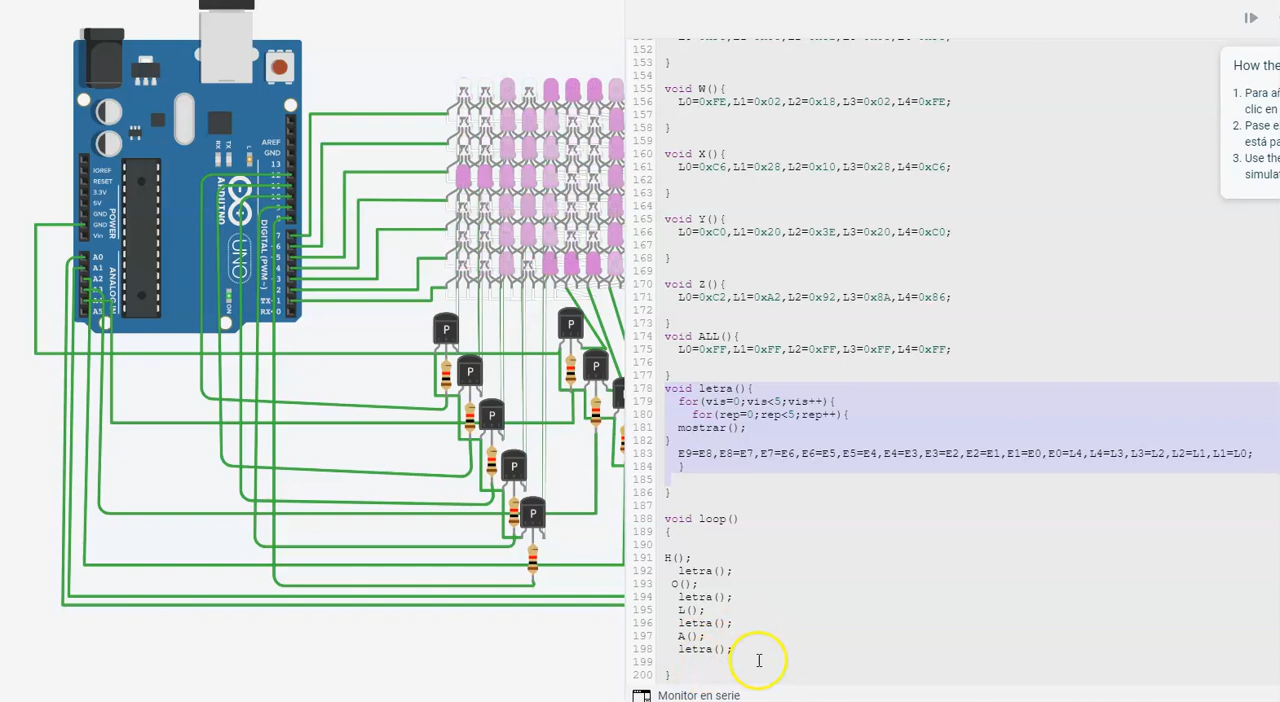 AREF
GND
13
12
11
10
9
8
7
6
5
4
3
2
TX→1
RX←0
L
TX
RX
ARDUINO
UNO
ON
DIGITAL (PWM~)
IOREF
RESET
3.3V
5V
GND
GND
Vin
POWER
A0
A1
A2
A3
A4
A5
ANALOG IN
P
P
P
P
P
P
P
152
153 }
154
155 void W(){
156 L0=0xFE,L1=0x02,L2=0x18,L3=0x02,L4=0xFE;
157
158 }
159
160 void X(){
161 L0=0xC6,L1=0x28,L2=0x10,L3=0x28,L4=0xC6;
162
163 }
164
165 void Y(){
166 L0=0xC0,L1=0x20,L2=0x3E,L3=0x20,L4=0xC0;
167
168 }
169
170 void Z(){
171 L0=0xC2,L1=0xA2,L2=0x92,L3=0x8A,L4=0x86;
172
173 }
174 void ALL(){
175 L0=0xFF,L1=0xFF,L2=0xFF,L3=0xFF,L4=0xFF;
176
177 }
178 void letra(){
179 for(vis=0;vis<5;vis++){
180 for(rep=0;rep<5;rep++){
181 mostrar();
182 }
183 E9=E8,E8=E7,E7=E6,E6=E5,E5=E4,E4=E3,E3=E2,E2=E1,E1=E0,E0=L4,L4=L3,L3=L2,L2=L1,L1=L0;
184 }
185
186 }
187
188 void loop()
189 {
190
191 H();
192 letra();
193 O();
194 letra();
195 L();
196 letra();
197 A();
198 letra();
199
200 }
Monitor en serie
How the
1. Para añ
clic en
2. Pase e
está pa
3. Use the
simulat